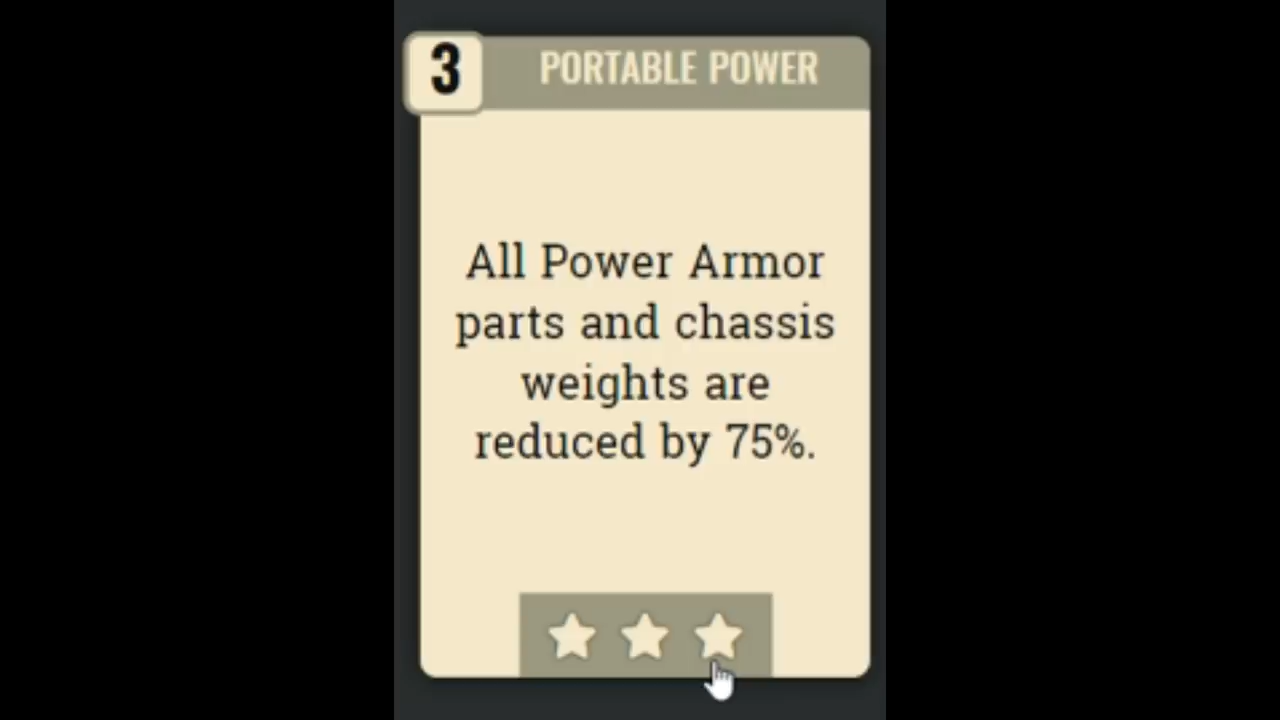 3
PORTABLE POWER
All Power Armor
parts and chassis
weights are
reduced by 75%.